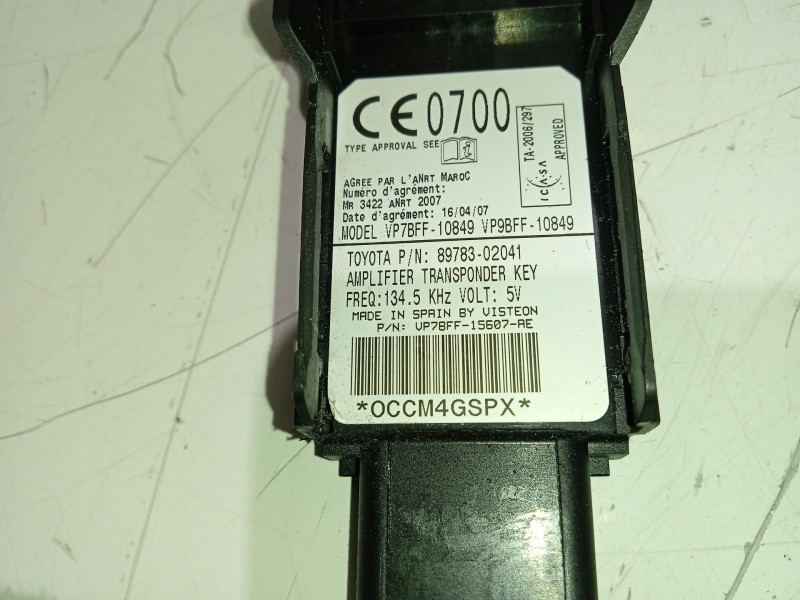 CE0700
TYPE APPROVAL SEE
TA-2006/297
ICASA
APPROVED
AGREE PAR L'ANRT MAROC
Numéro d'agrément:
MR 3422 ANRT 2007
Date d'agrément: 16/04/07
MODEL VP7BFF-10849 VP9BFF-10849
TOYOTA P/N: 89783-02041
AMPLIFIER TRANSPONDER KEY
FREQ:134.5 KHz VOLT: 5V
MADE IN SPAIN BY VISTEON
P/N: VP7BFF-15607-AE
*OCCM4GSPX*